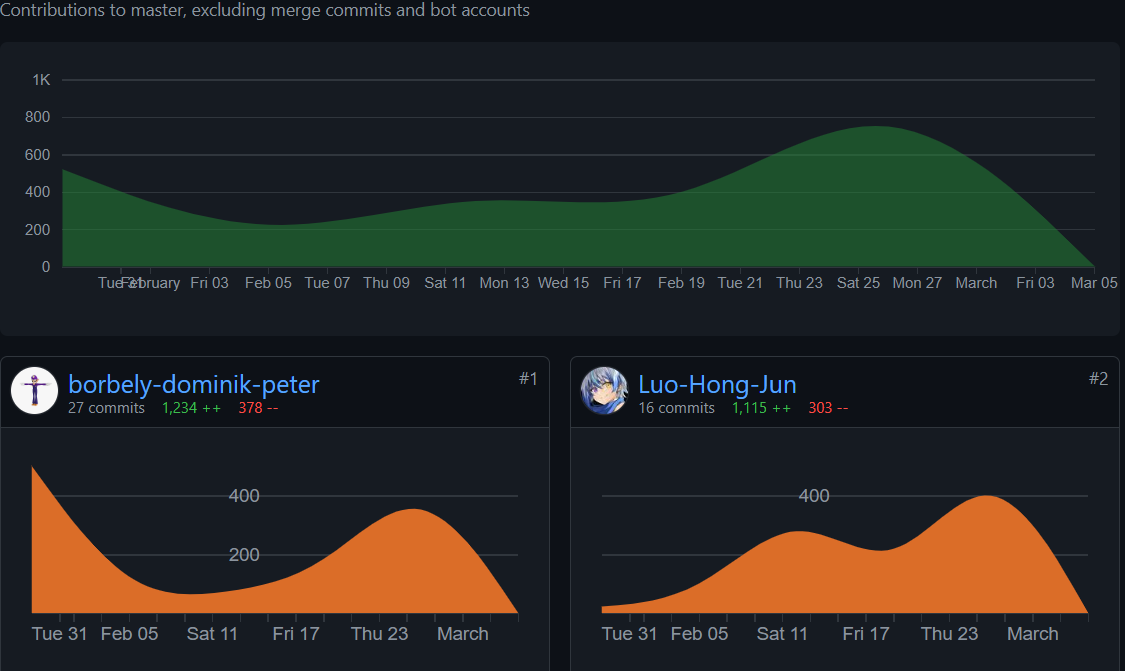 Contributions to master, excluding merge commits and bot accounts
1K
800
600
400
200
0
Tue 31 February Fri 03 Feb 05 Tue 07 Thu 09 Sat 11 Mon 13 Wed 15 Fri 17 Feb 19 Tue 21 Thu 23 Sat 25 Mon 27 March Fri 03 Mar 05
borbely-dominik-peter #1
27 commits 1,234 ++ 378 --
400
200
Tue 31 Feb 05 Sat 11 Fri 17 Thu 23 March
Luo-Hong-Jun #2
16 commits 1,115 ++ 303 --
400
Tue 31 Feb 05 Sat 11 Fri 17 Thu 23 March